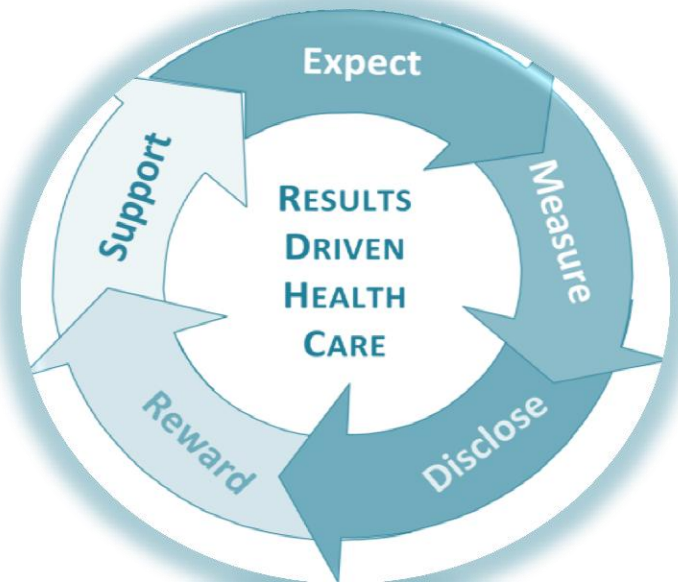 Expect
Measure
Disclose
Reward
Support
RESULTS
DRIVEN
HEALTH
CARE